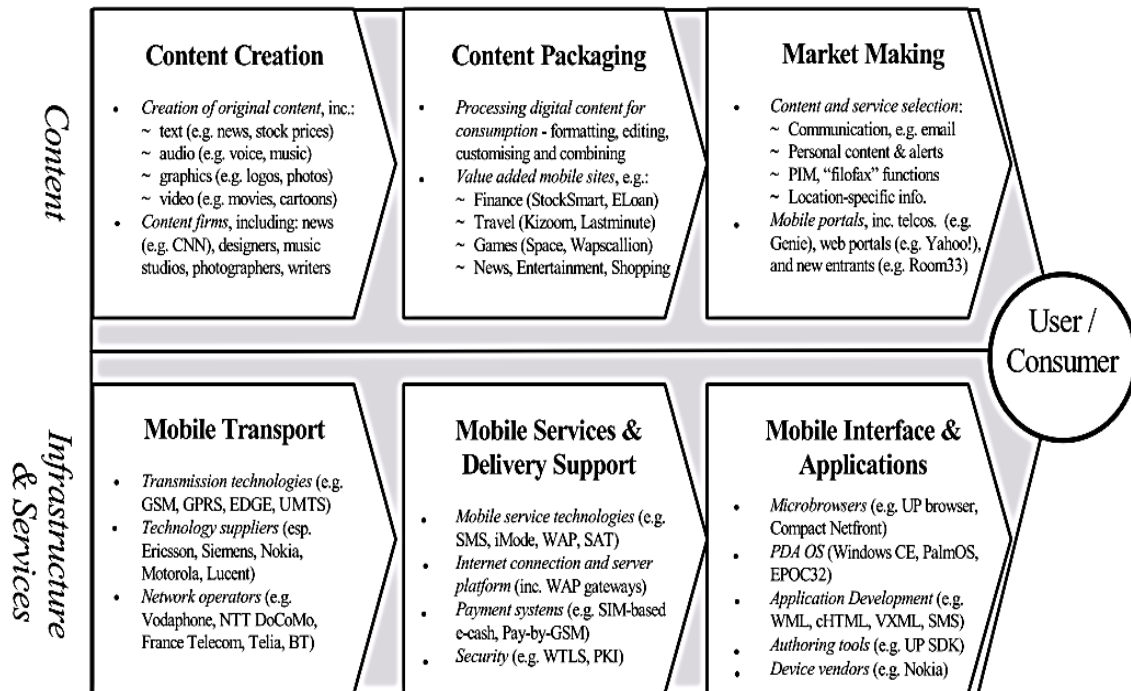 Content
Content Creation
• Creation of original content, inc.:
~ text (e.g. news, stock prices)
~ audio (e.g. voice, music)
~ graphics (e.g. logos, photos)
~ video (e.g. movies, cartoons)
• Content firms, including: news
(e.g. CNN), designers, music
studios, photographers, writers
Content Packaging
• Processing digital content for
consumption - formatting, editing,
customising and combining
• Value added mobile sites, e.g.:
~ Finance (StockSmart, ELoan)
~ Travel (Kizoom, Lastminute)
~ Games (Space, Wapscallion)
~ News, Entertainment, Shopping
Market Making
• Content and service selection:
~ Communication, e.g. email
~ Personal content & alerts
~ PIM, “filofax” functions
~ Location-specific info.
• Mobile portals, inc. telcos. (e.g.
Genie), web portals (e.g. Yahoo!),
and new entrants (e.g. Room33)
User /
Consumer
Infrastructure
& Services
Mobile Transport
• Transmission technologies (e.g.
GSM, GPRS, EDGE, UMTS)
• Technology suppliers (esp.
Ericsson, Siemens, Nokia,
Motorola, Lucent)
• Network operators (e.g.
Vodaphone, NTT DoCoMo,
France Telecom, Telia, BT)
Mobile Services &
Delivery Support
• Mobile service technologies (e.g.
SMS, iMode, WAP, SAT)
• Internet connection and server
platform (inc. WAP gateways)
• Payment systems (e.g. SIM-based
e-cash, Pay-by-GSM)
• Security (e.g. WTLS, PKI)
Mobile Interface &
Applications
• Microbrowsers (e.g. UP browser,
Compact Netfront)
• PDA OS (Windows CE, PalmOS,
EPOC32)
• Application Development (e.g.
WML, cHTML, VXML, SMS)
• Authoring tools (e.g. UP SDK)
• Device vendors (e.g. Nokia)